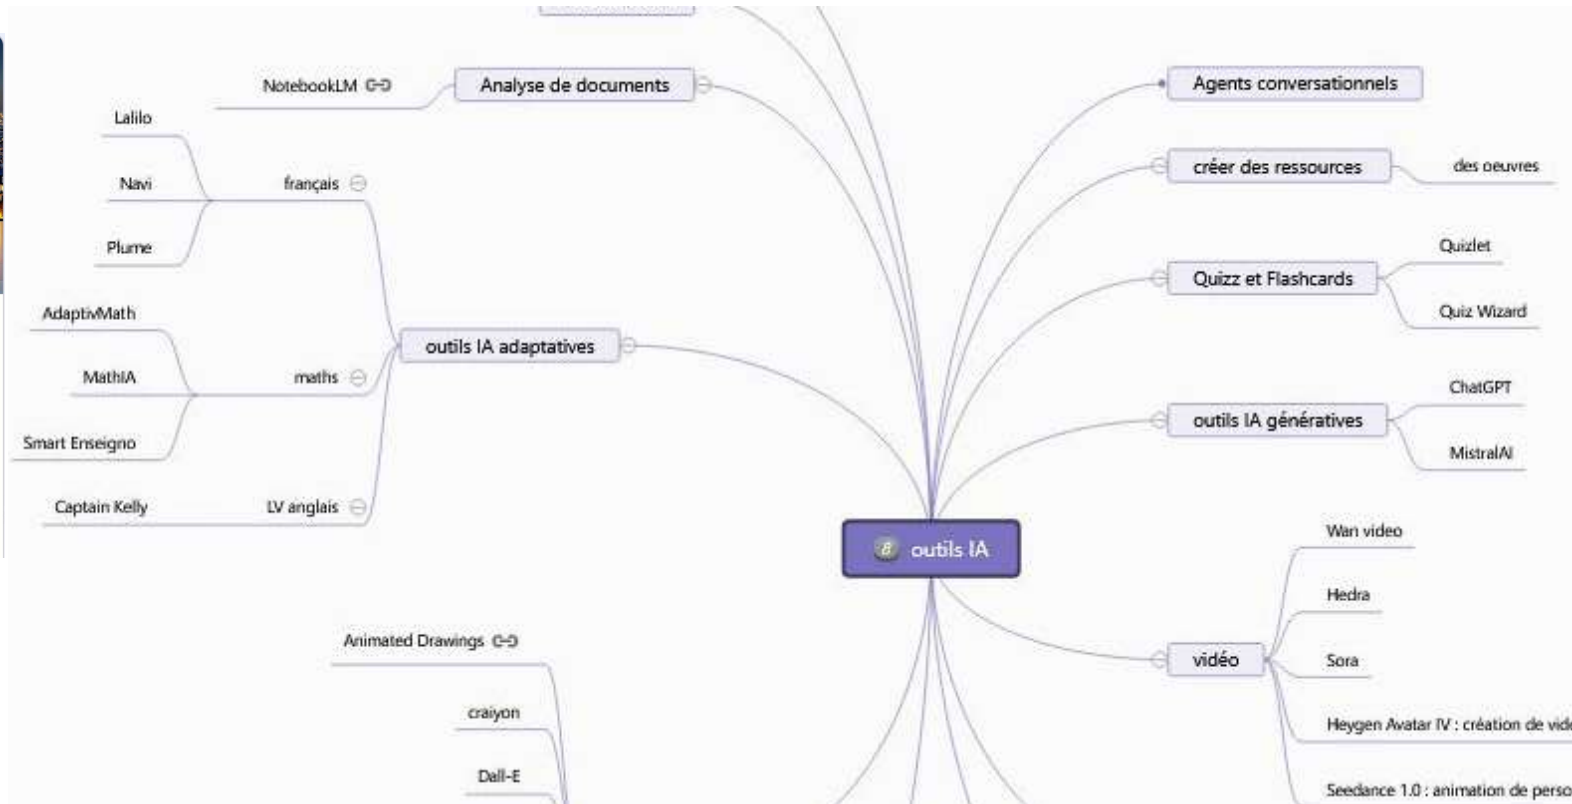 Analyse de documents
NotebookLM
outils IA adaptatives
français
Lalilo
Navi
Plume
maths
AdaptivMath
MathIA
Smart Enseigno
LV anglais
Captain Kelly
Animated Drawings
craiyon
Dall-E
outils IA
Agents conversationnels
créer des ressources
des oeuvres
Quizz et Flashcards
Quizlet
Quiz Wizard
outils IA génératives
ChatGPT
MistralAI
vidéo
Wan video
Hedra
Sora
Heygen Avatar IV : création de vidé
Seedance 1.0 : animation de perso